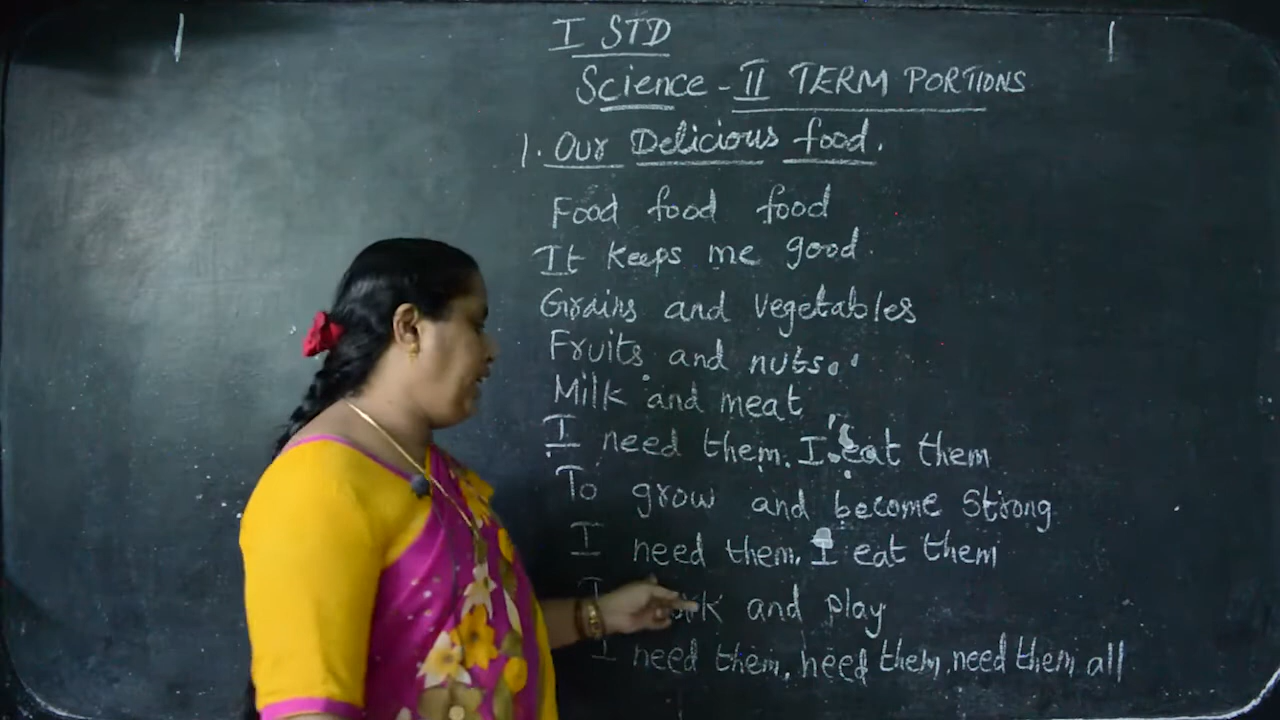 I STD
Science - II TERM PORTIONS
1. Our Delicious food.
Food food food
It keeps me good.
Grains and vegetables
Fruits and nuts.
Milk and meat
I need them. I eat them
To grow and become Strong
I need them. I eat them
and play
I need them, need them, need them all